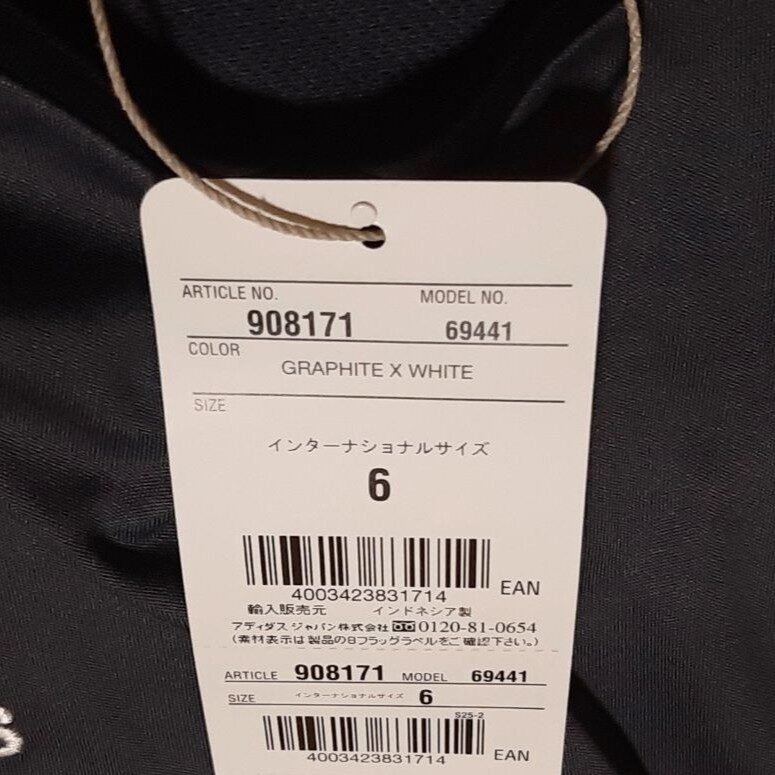 ARTICLE NO. MODEL NO.
908171 69441
COLOR
GRAPHITE X WHITE
SIZE
インターナショナルサイズ
6
4003423831714 EAN
輸入販売元 インドネシア製
アディダス ジャパン株式会社 0120-81-0654
(素材表示は製品のBフラッグラベルをご確認下さい。)
ARTICLE 908171 MODEL 69441
SIZE インターナショナルサイズ 6
S25-2
4003423831714 EAN
s